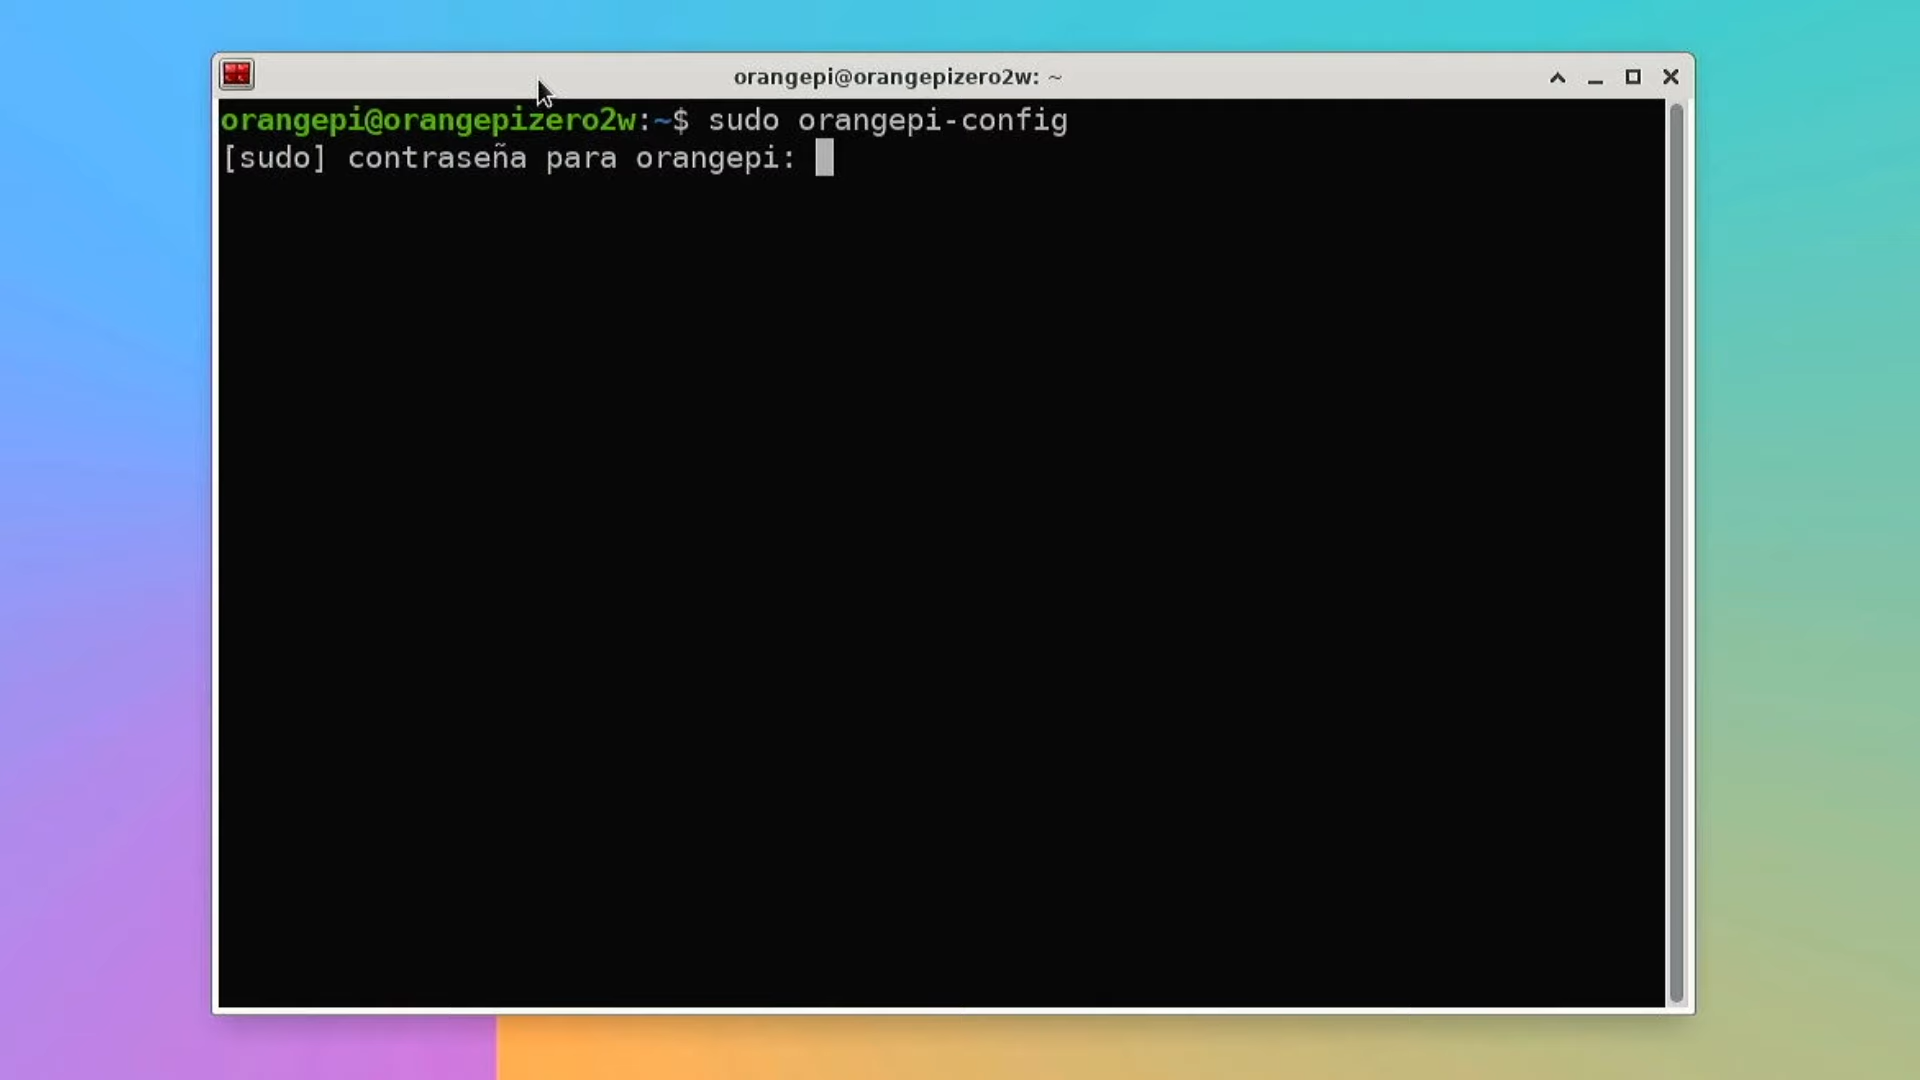 orangepi@orangepizero2w: ~
orangepi@orangepizero2w:~$ sudo orangepi-config
[sudo] contraseña para orangepi: